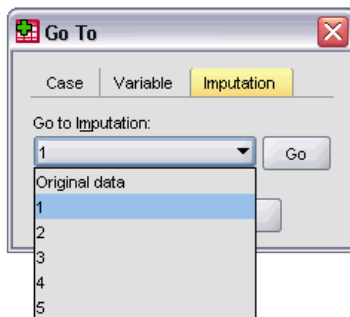 Go To
Case Variable Imputation
Go to Imputation:
1 Go
Original data
1
2
3
4
5